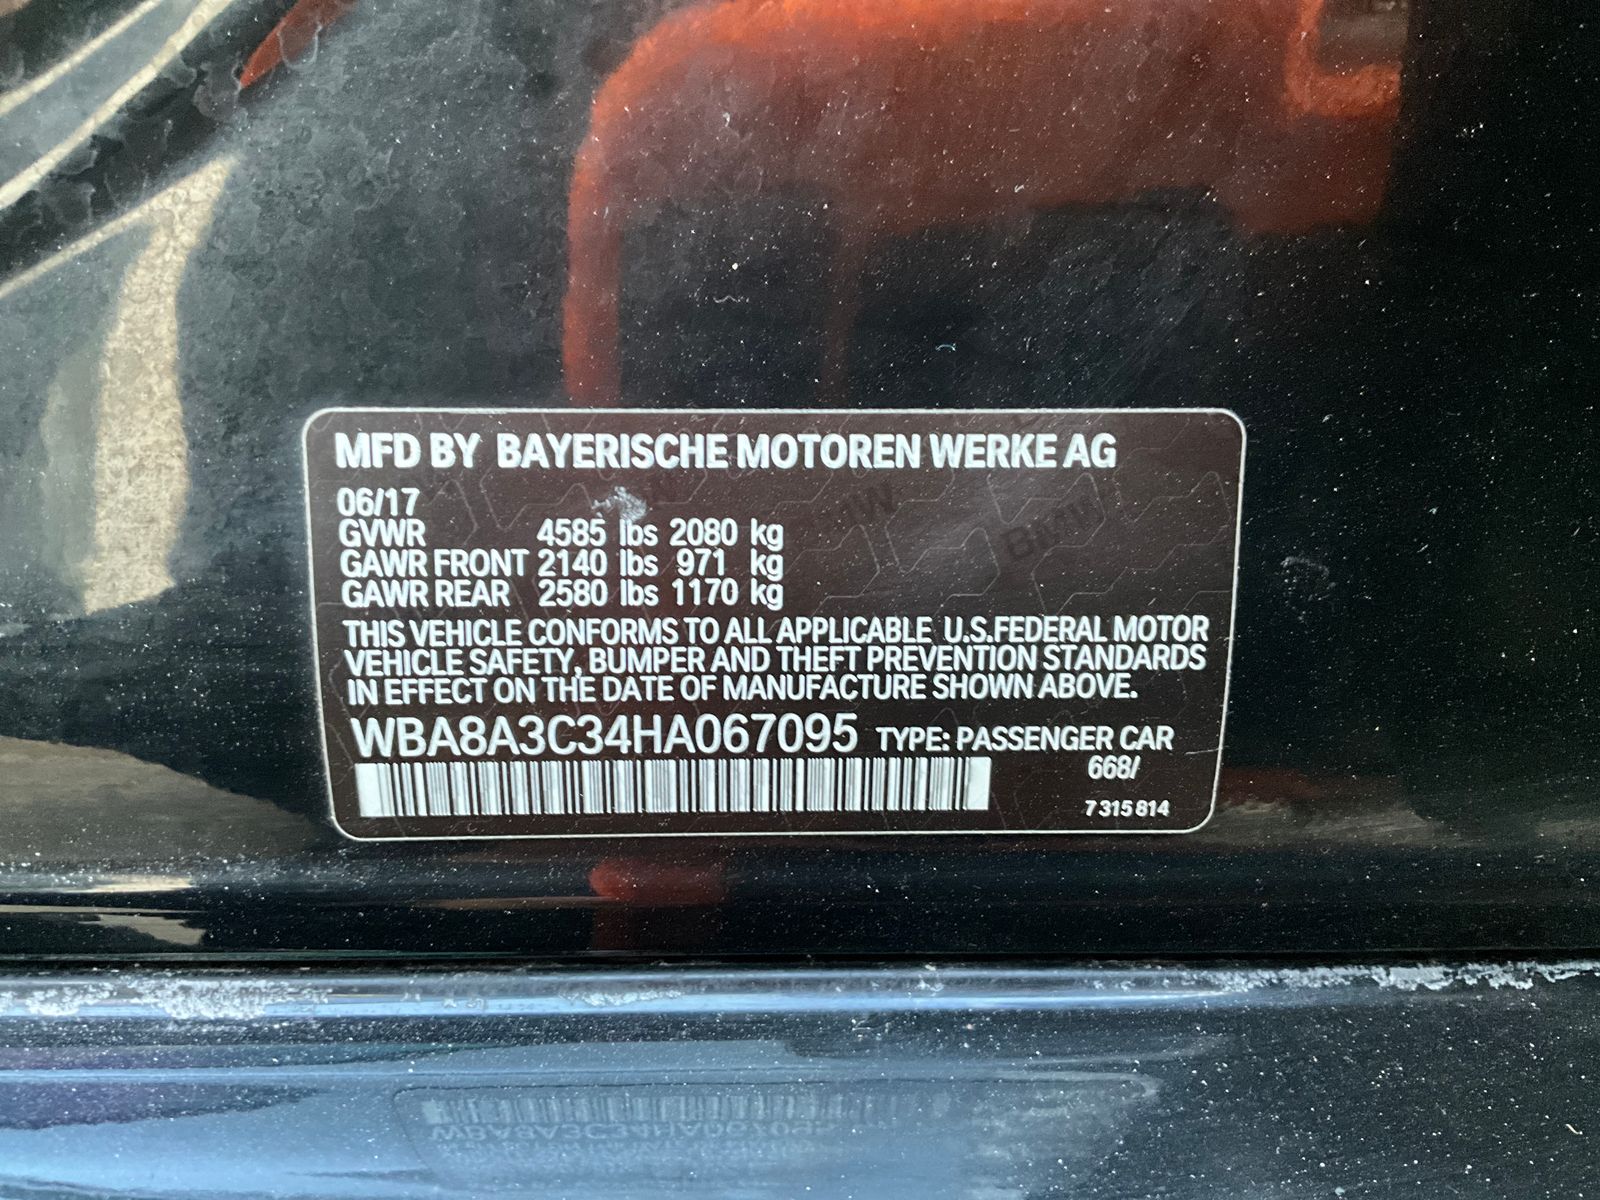 MFD BY BAYERISCHE MOTOREN WERKE AG
06/17
GVWR 4585 lbs 2080 kg
GAWR FRONT 2140 lbs 971 kg
GAWR REAR 2580 lbs 1170 kg
THIS VEHICLE CONFORMS TO ALL APPLICABLE U.S.FEDERAL MOTOR
VEHICLE SAFETY, BUMPER AND THEFT PREVENTION STANDARDS
IN EFFECT ON THE DATE OF MANUFACTURE SHOWN ABOVE.
WBA8A3C34HA067095 TYPE: PASSENGER CAR
668/
7 315 814